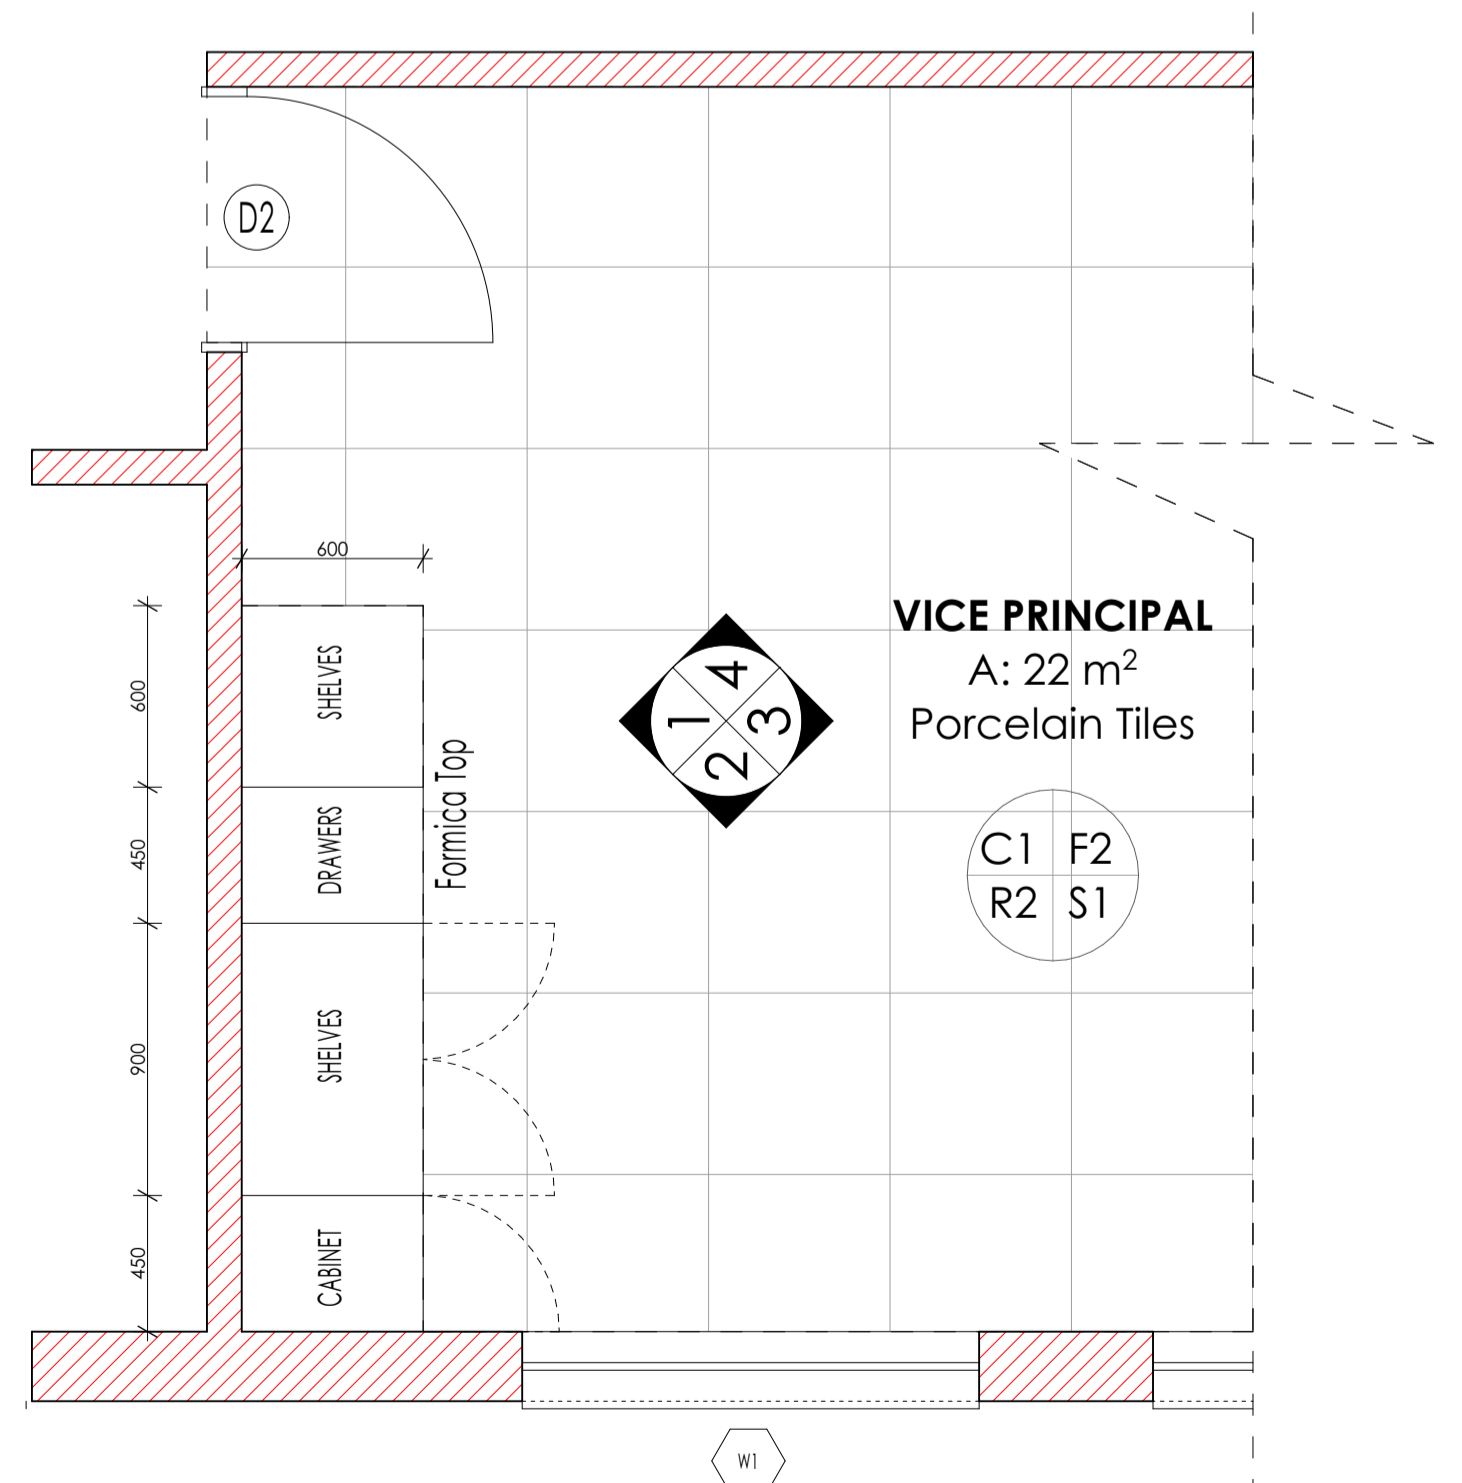 D2
600
VICE PRINCIPAL
A: 22 m²
Porcelain Tiles
600
SHELVES
1
4
2
3
Formica Top
450
DRAWERS
C1 F2
R2 S1
900
SHELVES
450
CABINET
W1